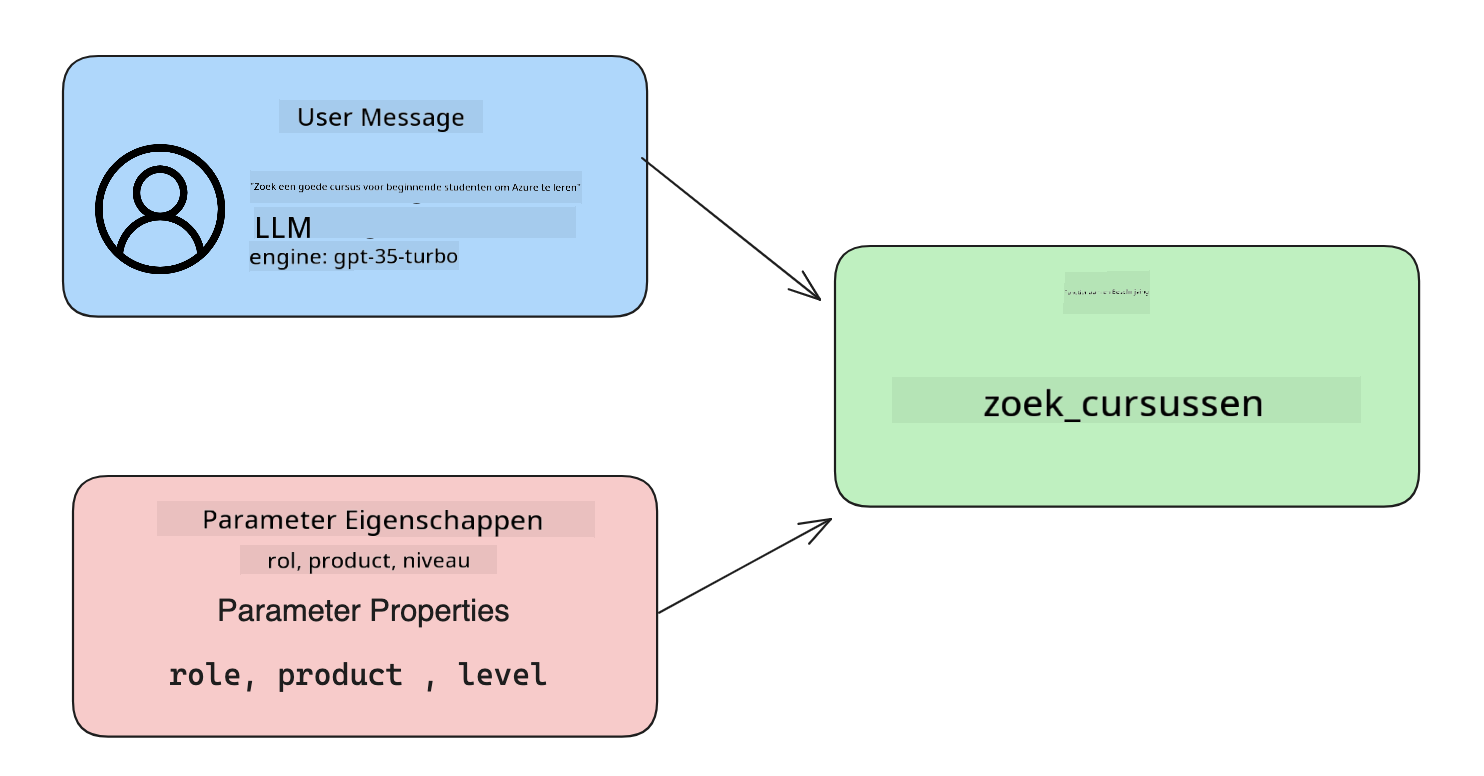 User Message
"Zoek een goede cursus voor beginnende studenten om Azure te leren"
LLM
engine: gpt-35-turbo
zoek_cursussen
Parameter Eigenschappen
rol, product, niveau
Parameter Properties
role, product , level